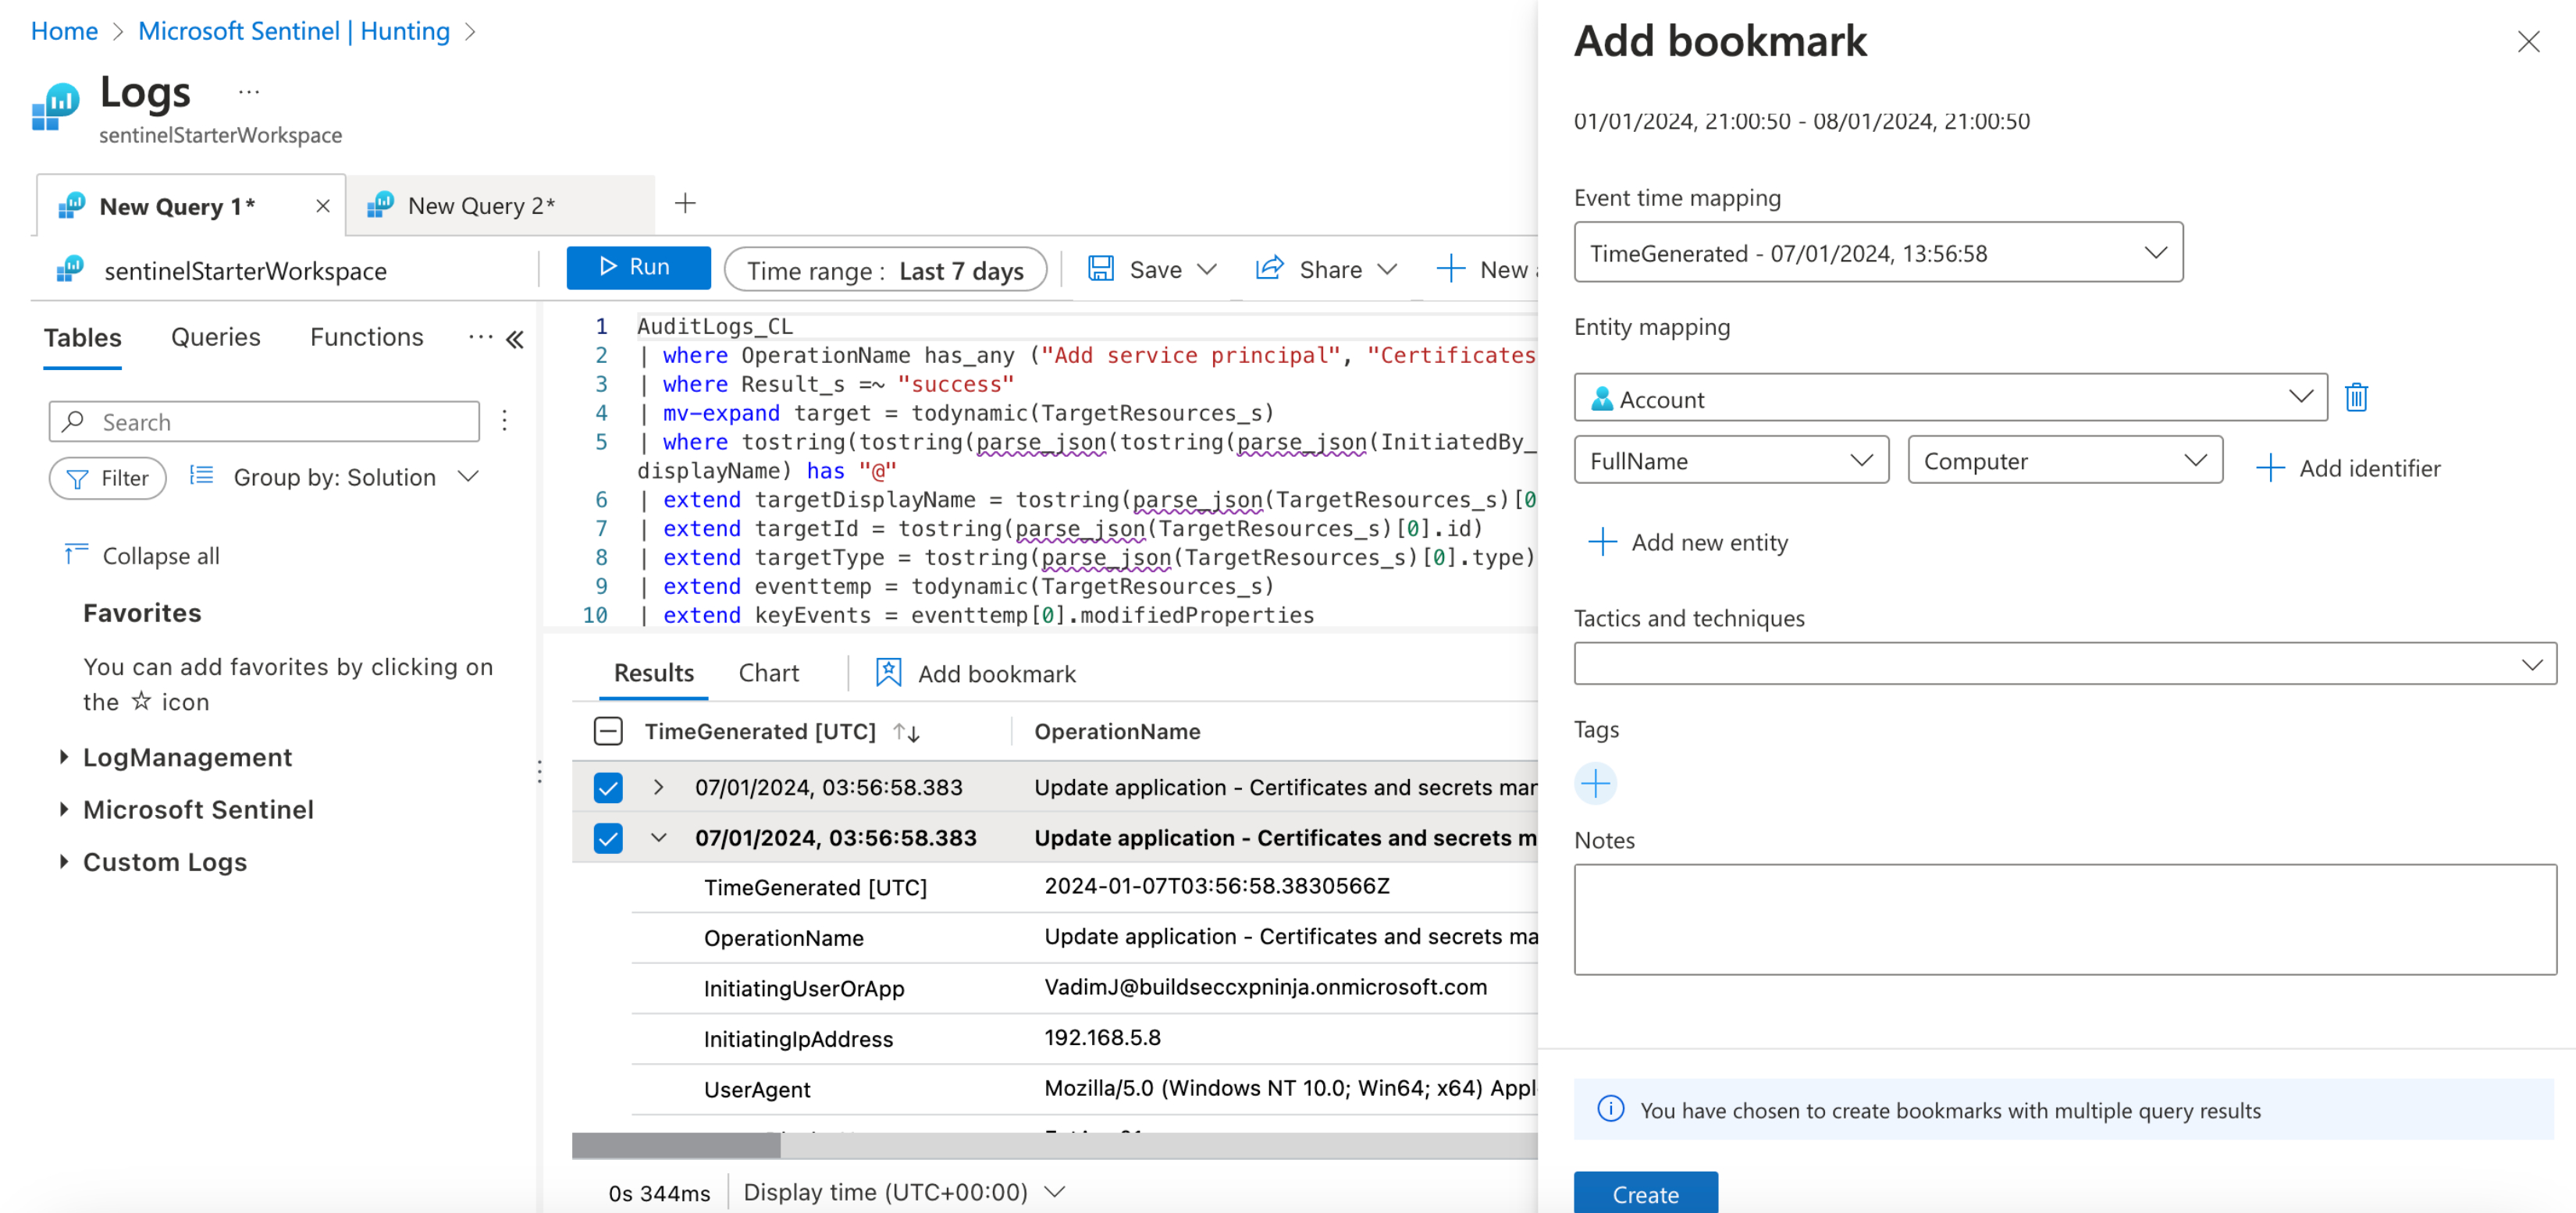 Home > Microsoft Sentinel | Hunting >
Logs ...
sentinelStarterWorkspace
New Query 1*
New Query 2*
sentinelStarterWorkspace
Run
Time range : Last 7 days
Save
Share
New
Tables
Queries
Functions
Search
Filter
Group by: Solution
Collapse all
Favorites
You can add favorites by clicking on
the ☆ icon
LogManagement
Microsoft Sentinel
Custom Logs
1 AuditLogs_CL
2 | where OperationName has_any ("Add service principal", "Certificates
3 | where Result_s =~ "success"
4 | mv-expand target = todynamic(TargetResources_s)
5 | where tostring(tostring(parse_json(tostring(parse_json(InitiatedBy_
displayName) has "@"
6 | extend targetDisplayName = tostring(parse_json(TargetResources_s)[0
7 | extend targetId = tostring(parse_json(TargetResources_s)[0].id)
8 | extend targetType = tostring(parse_json(TargetResources_s)[0].type)
9 | extend eventtemp = todynamic(TargetResources_s)
10 | extend keyEvents = eventtemp[0].modifiedProperties
Results
Chart
Add bookmark
TimeGenerated [UTC] ↑↓ OperationName
07/01/2024, 03:56:58.383 Update application - Certificates and secrets mar
07/01/2024, 03:56:58.383 Update application - Certificates and secrets m
TimeGenerated [UTC] 2024-01-07T03:56:58.3830566Z
OperationName Update application - Certificates and secrets ma
InitiatingUserOrApp VadimJ@buildseccxpninja.onmicrosoft.com
InitiatingIpAddress 192.168.5.8
UserAgent Mozilla/5.0 (Windows NT 10.0; Win64; x64) Appl
0s 344ms
Display time (UTC+00:00)
Add bookmark
01/01/2024, 21:00:50 - 08/01/2024, 21:00:50
Event time mapping
TimeGenerated - 07/01/2024, 13:56:58
Entity mapping
Account
FullName
Computer
Add identifier
Add new entity
Tactics and techniques
Tags
Notes
You have chosen to create bookmarks with multiple query results
Create